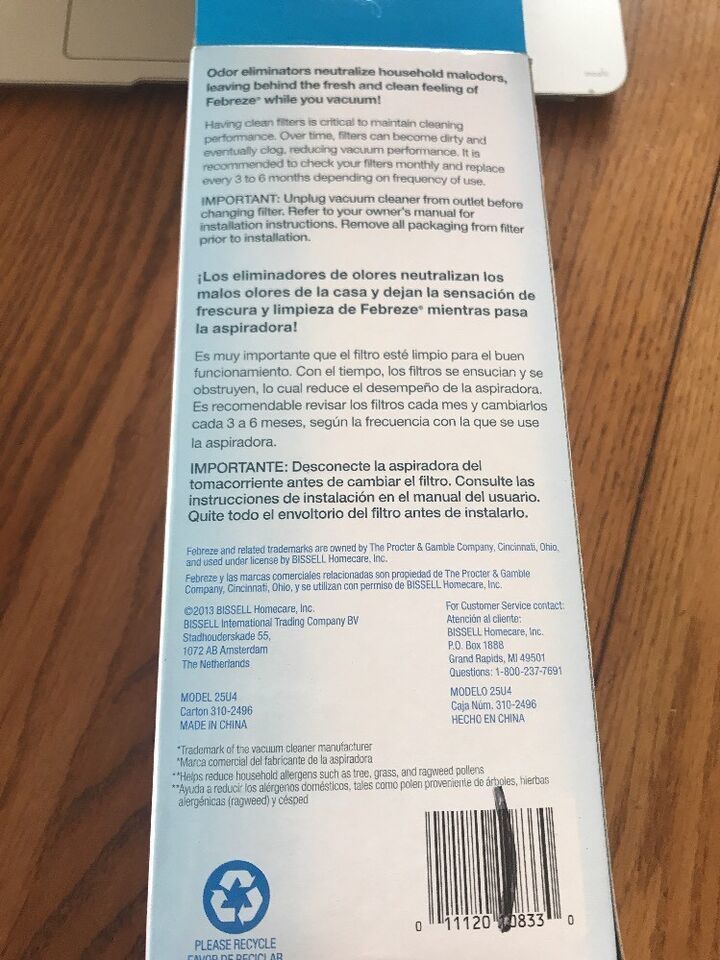 Odor eliminators neutralize household malodors,
leaving behind the fresh and clean feeling of
Febreze* while you vacuum!
Having clean filters is critical to maintain cleaning
performance. Over time, filters can become dirty and
eventually clog, reducing vacuum performance. It is
recommended to check your filters monthly and replace
every 3 to 6 months depending on frequency of use.
IMPORTANT: Unplug vacuum cleaner from outlet before
changing filter. Refer to your owner's manual for
installation instructions. Remove all packaging from filter
prior to installation.
¡Los eliminadores de olores neutralizan los
malos olores de la casa y dejan la sensación de
frescura y limpieza de Febreze* mientras pasa
la aspiradora!
Es muy importante que el filtro esté limpio para el buen
funcionamiento. Con el tiempo, los filtros se ensucian y se
obstruyen, lo cual reduce el desempeño de la aspiradora.
Es recomendable revisar los filtros cada mes y cambiarlos
cada 3 a 6 meses, según la frecuencia con la que se use
la aspiradora.
IMPORTANTE: Desconecte la aspiradora del
tomacorriente antes de cambiar el filtro. Consulte las
instrucciones de instalación en el manual del usuario.
Quite todo el envoltorio del filtro antes de instalarlo.
Febreze and related trademarks are owned by The Procter & Gamble Company, Cincinnati, Ohio,
and used under license by BISSELL Homecare, Inc.
Febreze y las marcas comerciales relacionadas son propiedad de The Procter & Gamble
Company, Cincinnati, Ohio, y se utilizan con permiso de BISSELL Homecare, Inc.
©2013 BISSELL Homecare, Inc.
BISSELL International Trading Company BV
Stadhouderskade 55,
1072 AB Amsterdam
The Netherlands
For Customer Service contact:
Atención al cliente:
BISSELL Homecare, Inc.
P.O. Box 1888
Grand Rapids, MI 49501
Questions: 1-800-237-7691
MODEL 25U4
Carton 310-2496
MADE IN CHINA
MODELO 25U4
Caja Núm. 310-2496
HECHO EN CHINA
*Trademark of the vacuum cleaner manufacturer
*Marca comercial del fabricante de la aspiradora
**Helps reduce household allergens such as tree, grass, and ragweed pollens
**Ayuda a reducir los alérgenos domésticos, tales como polen proveniente de árboles, hierbas
alergénicas (ragweed) y césped
0 11120 10833 0
PLEASE RECYCLE
FAVOR DE RECICLAR